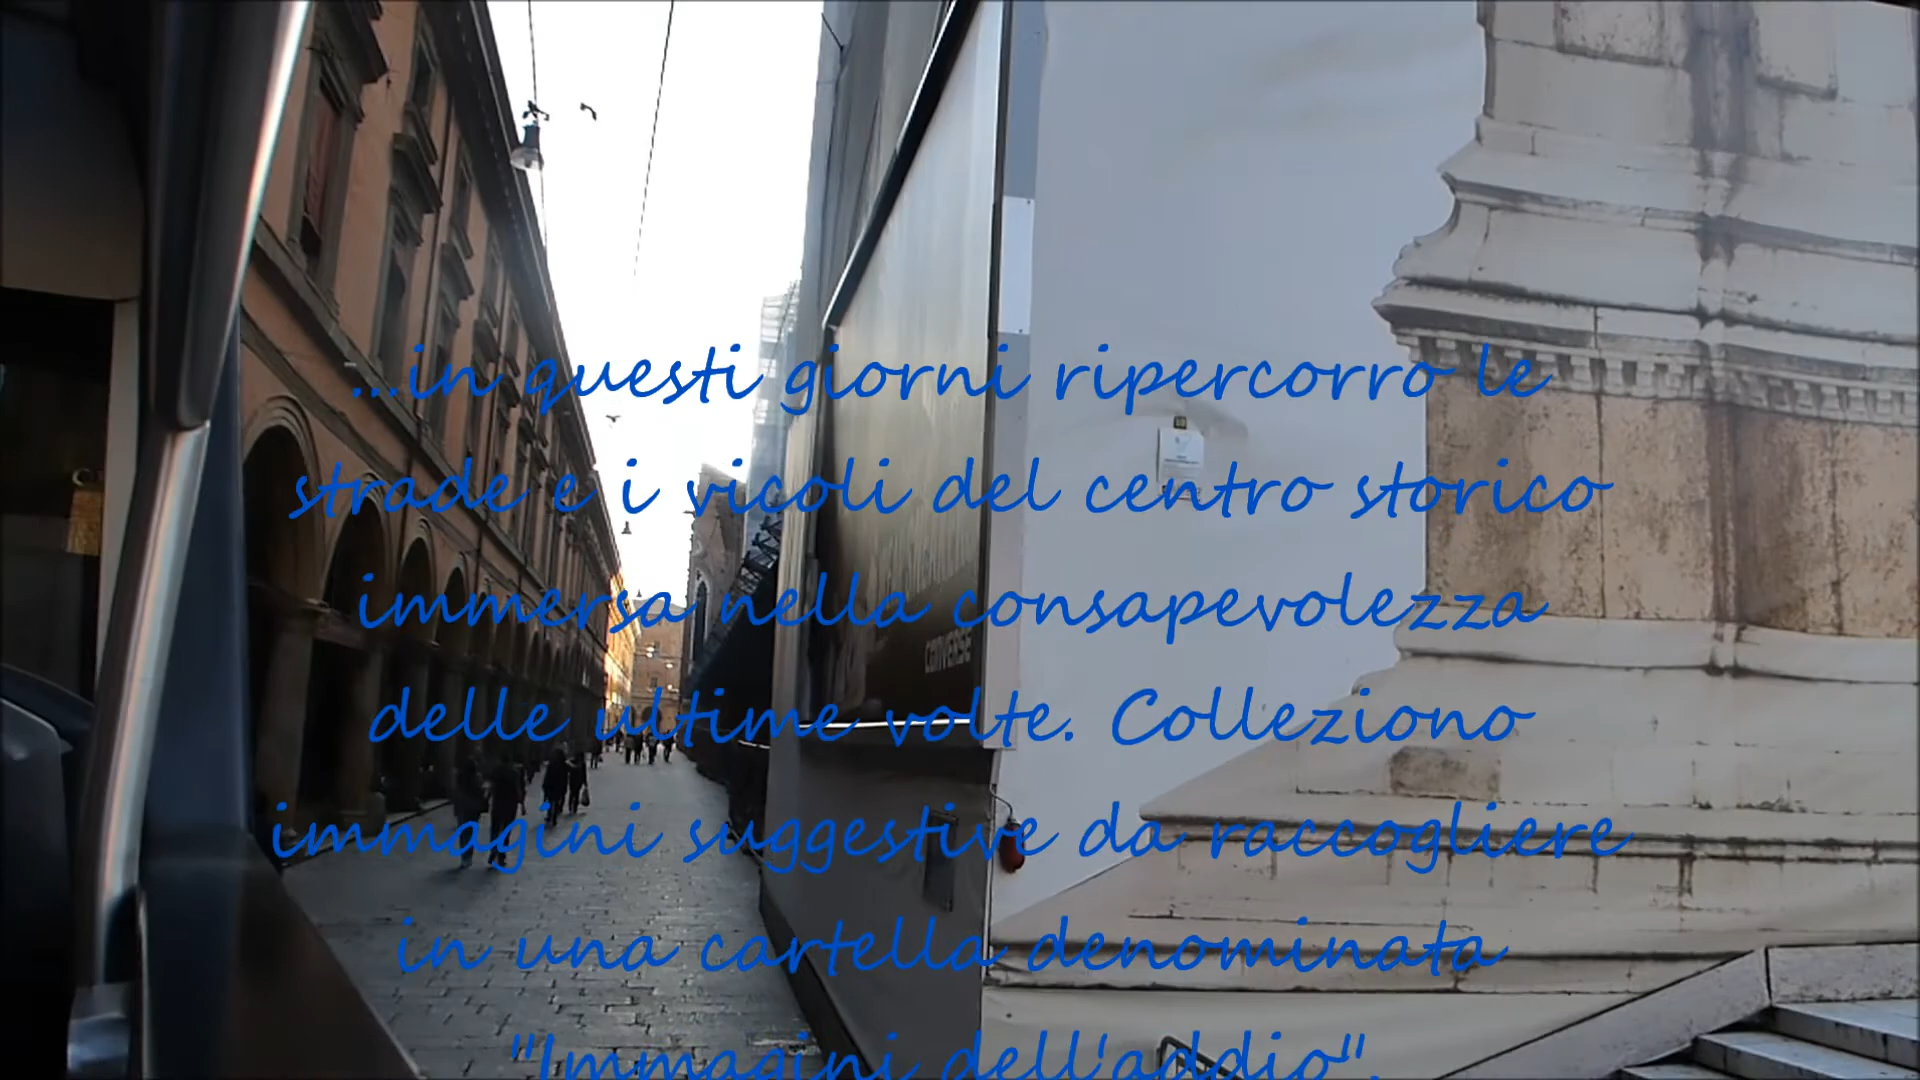 ...in questi giorni ripercorro le
strade e i vicoli del centro storico
immersa nella consapevolezza
delle ultime volte. Colleziono
immagini suggestive da raccogliere
in una cartella denominata
"Immagini dell'addio".
CONVERSE